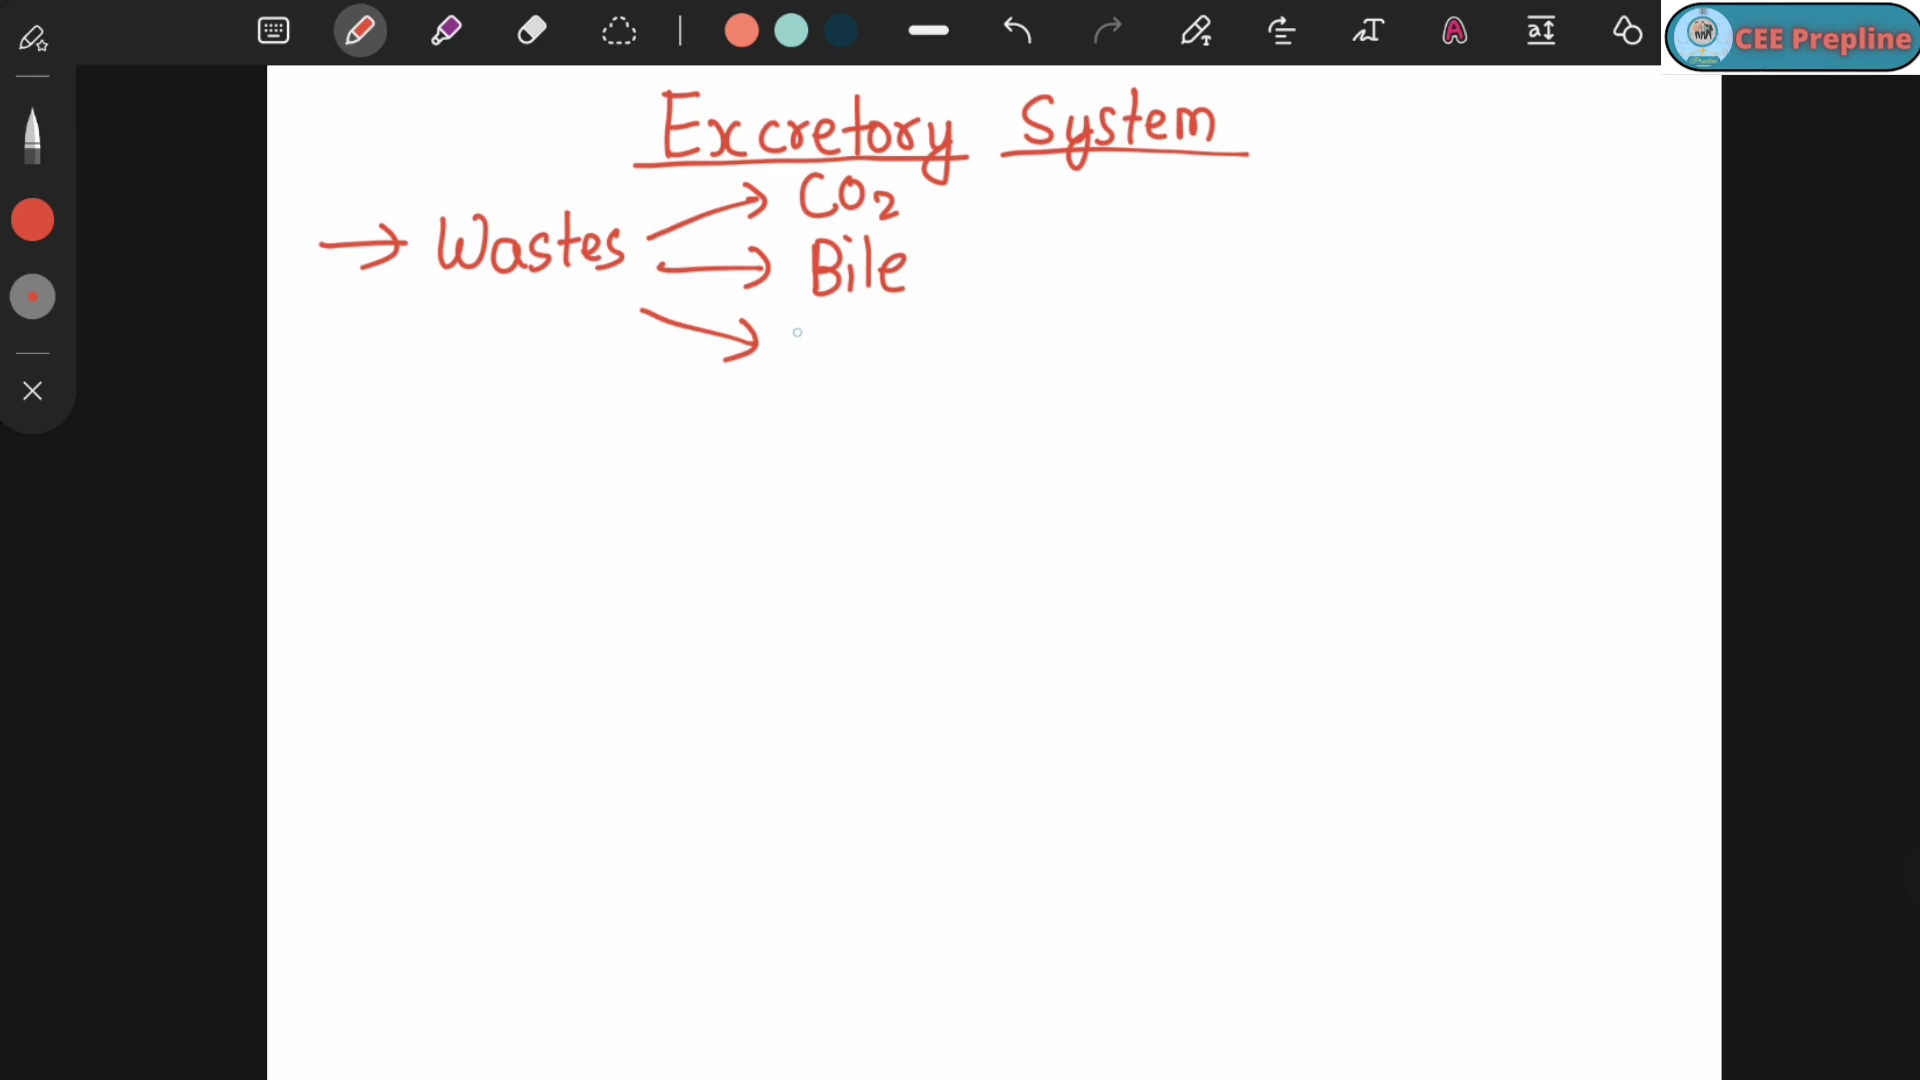 CEE Prepline
Excretory System
→ Wastes → CO₂
→ Bile
→